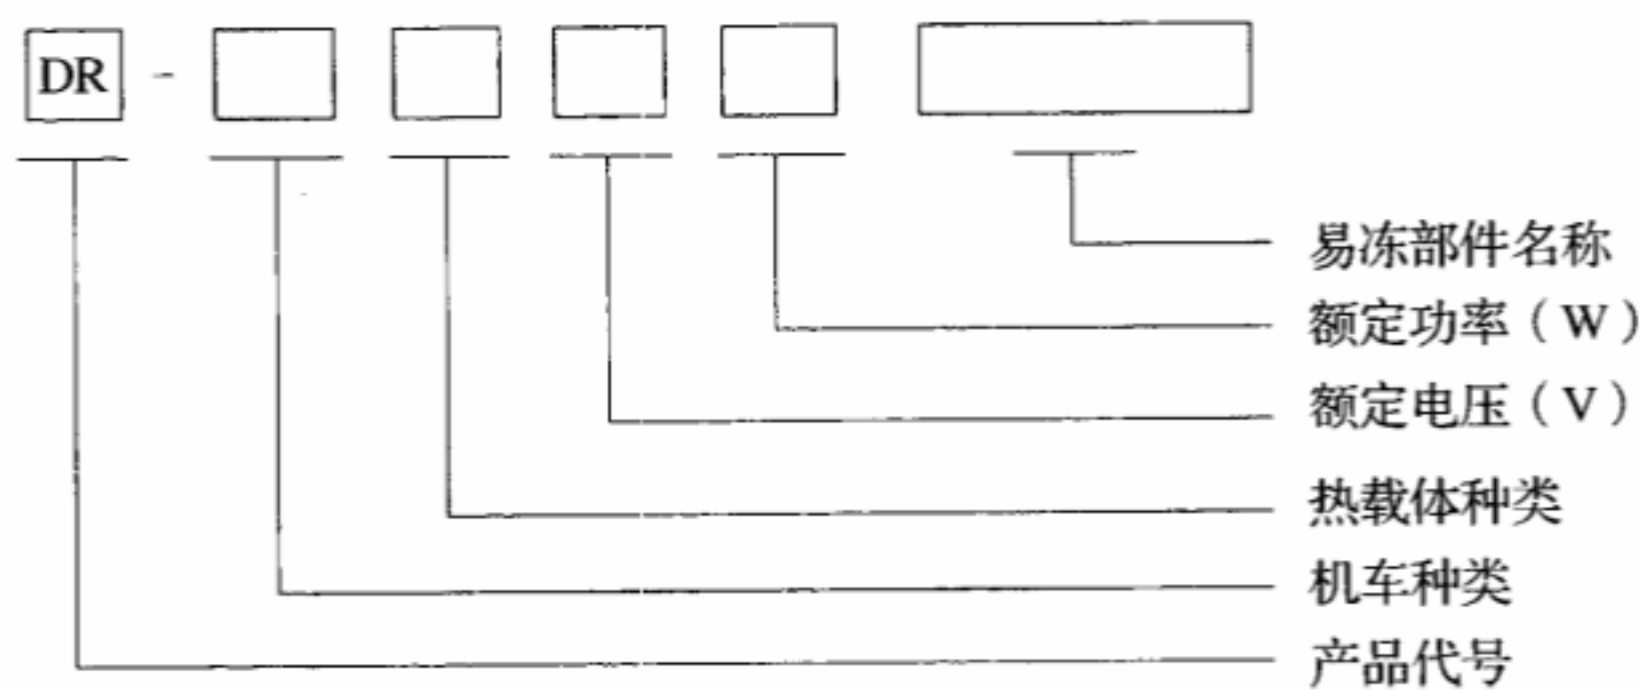 DR -
易冻部件名称
额定功率(W)
额定电压(V)
热载体种类
机车种类
产品代号